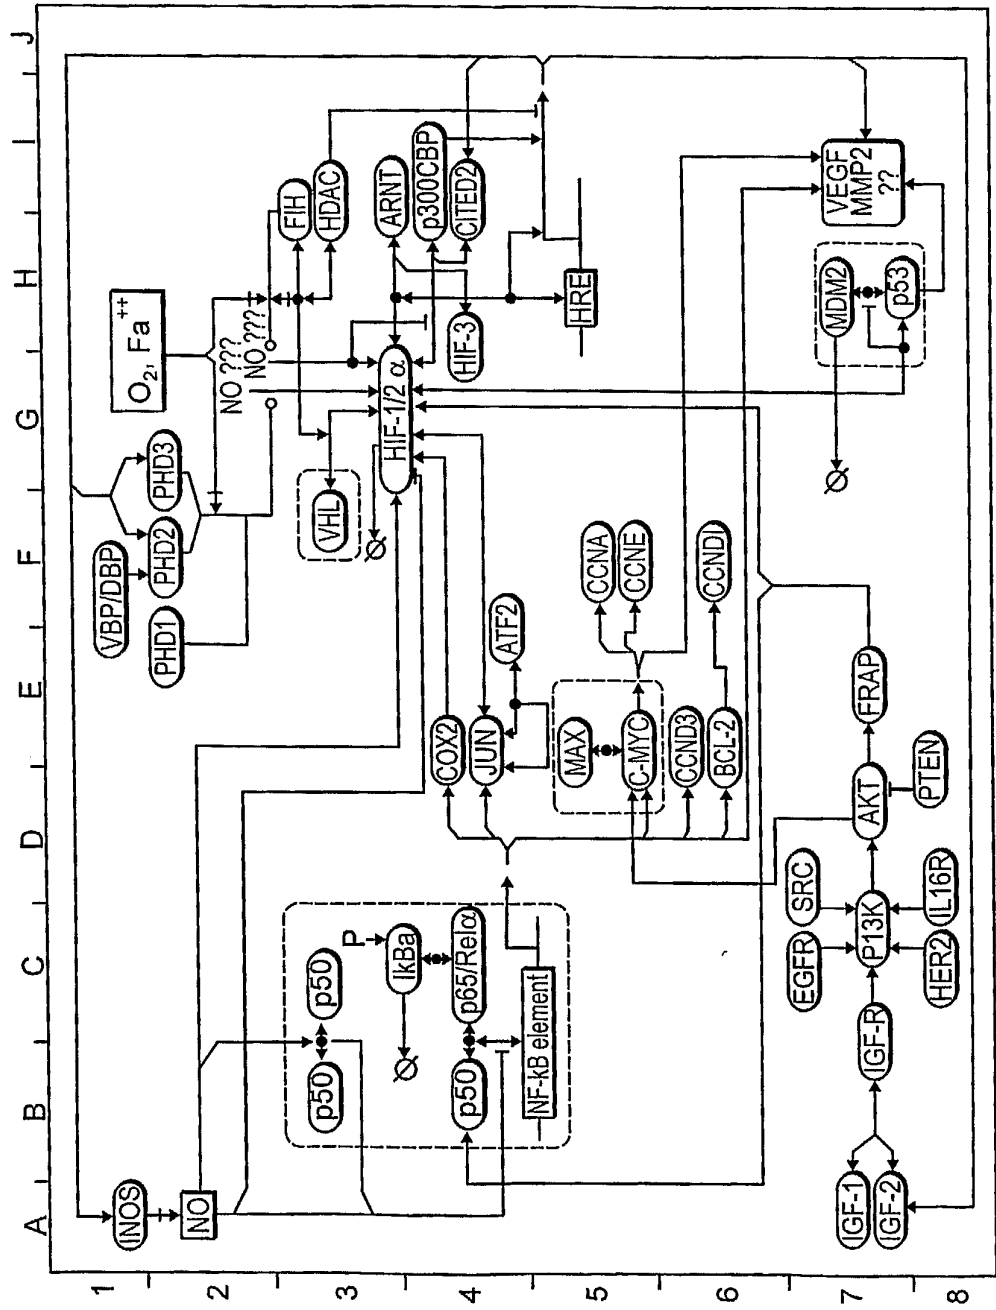 A B C D E F G H I J
1
2
3
4
5
6
7
8
INOS
NO
VBP/DBP
PHD1
PHD2
PHD3
O2, Fa++
NO ???
NO ???
FIH
HDAC
VHL
HIF-1/2 α
ARNT
p300CBP
CITED2
HIF-3
HRE
p50
p50
P
IkBa
p50
p65/Relα
NF-kB element
COX2
JUN
ATF2
MAX
C-MYC
CCNA
CCNE
CCND3
BCL-2
CCNDI
MDM2
p53
VEGF
MMP2
??
EGFR
SRC
IGF-1
IGF-2
IGF-R
P13K
AKT
FRAP
HER2
IL16R
PTEN